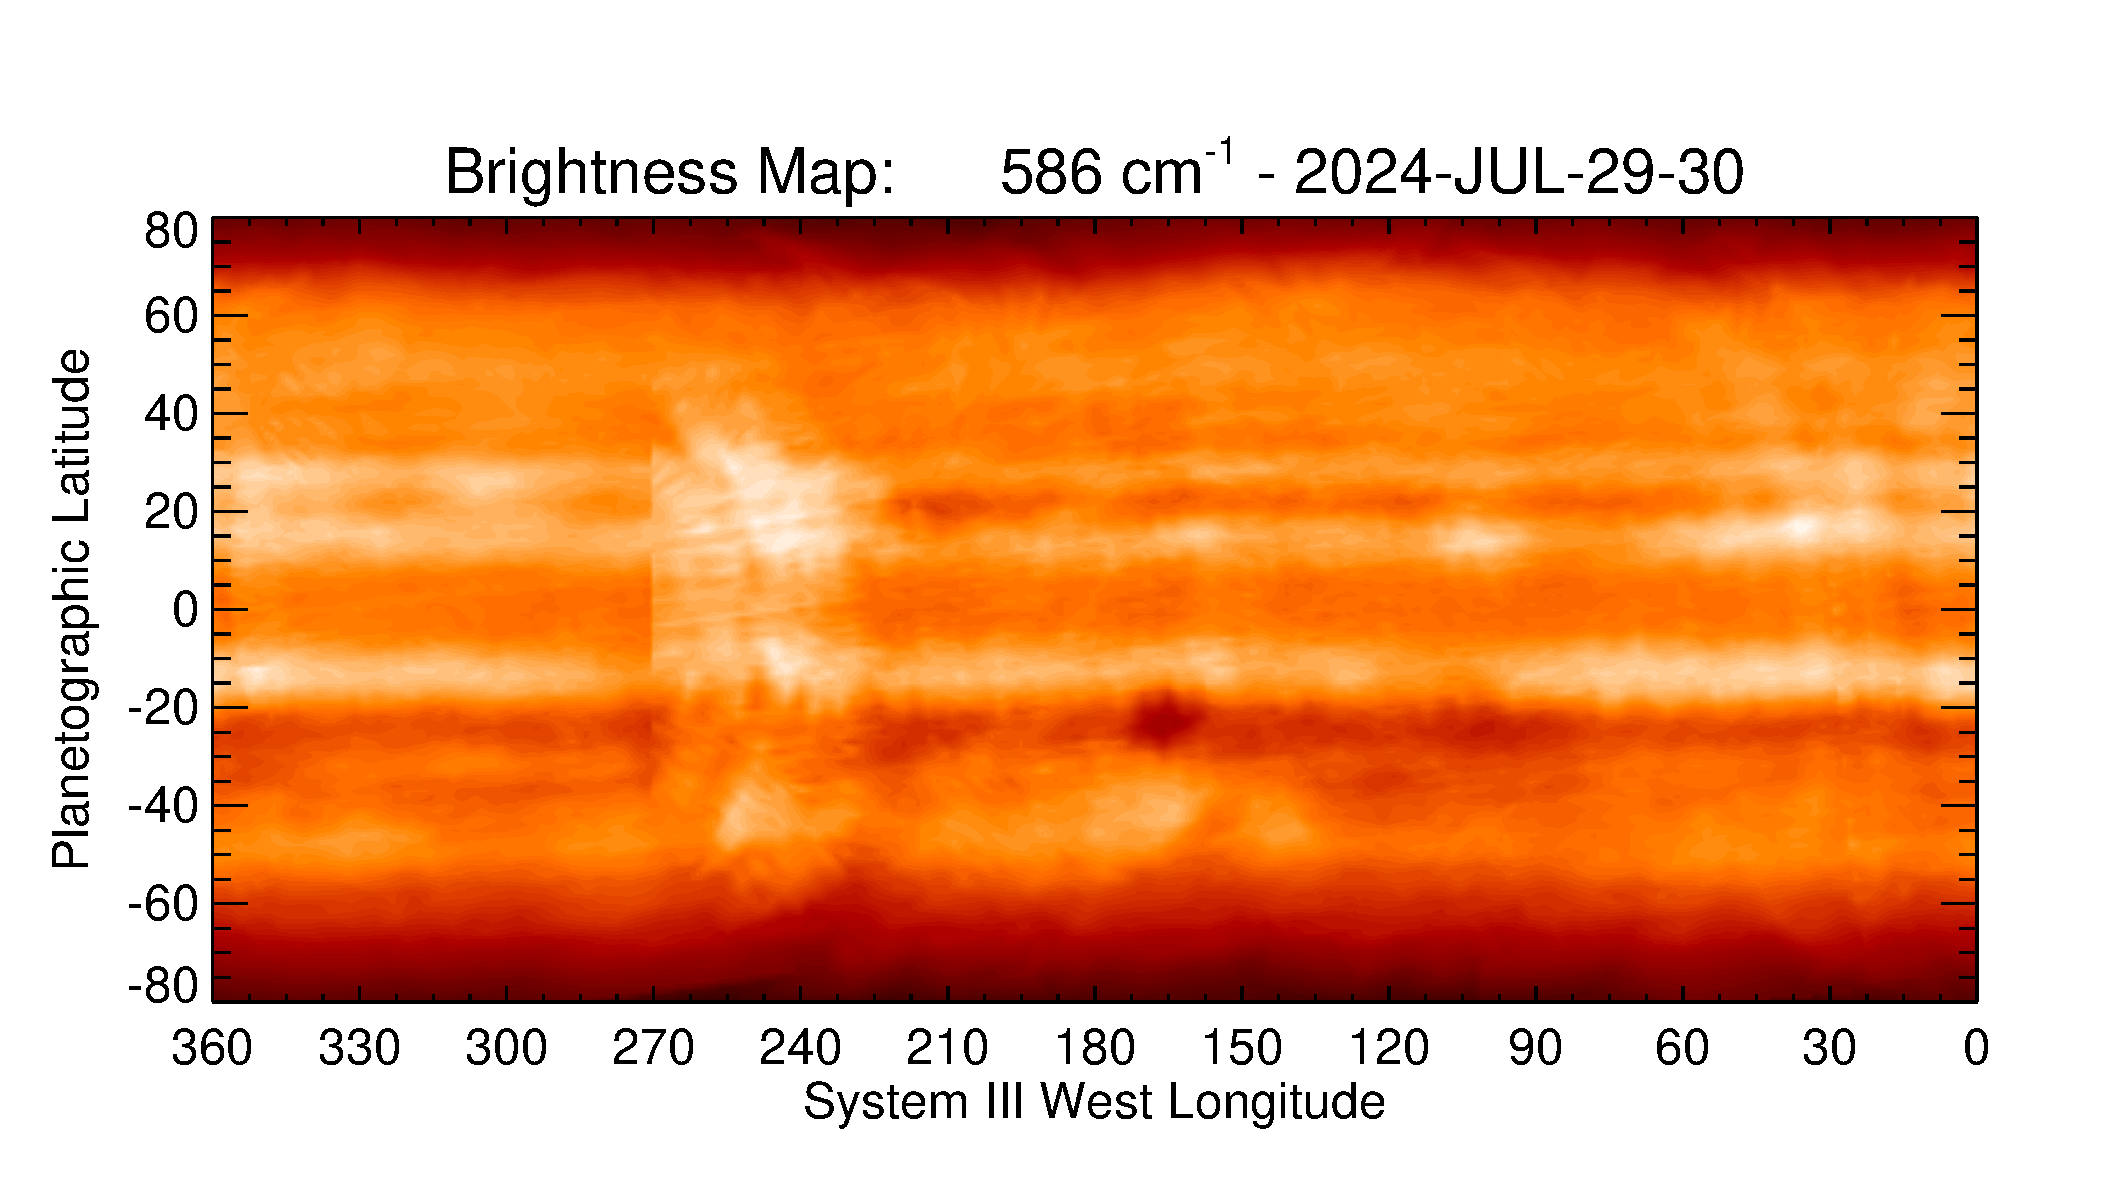 Brightness Map: 586 cm⁻¹ - 2024-JUL-29-30
80
60
40
20
0
-20
-40
-60
-80
Planetographic Latitude
360 330 300 270 240 210 180 150 120 90 60 30 0
System III West Longitude